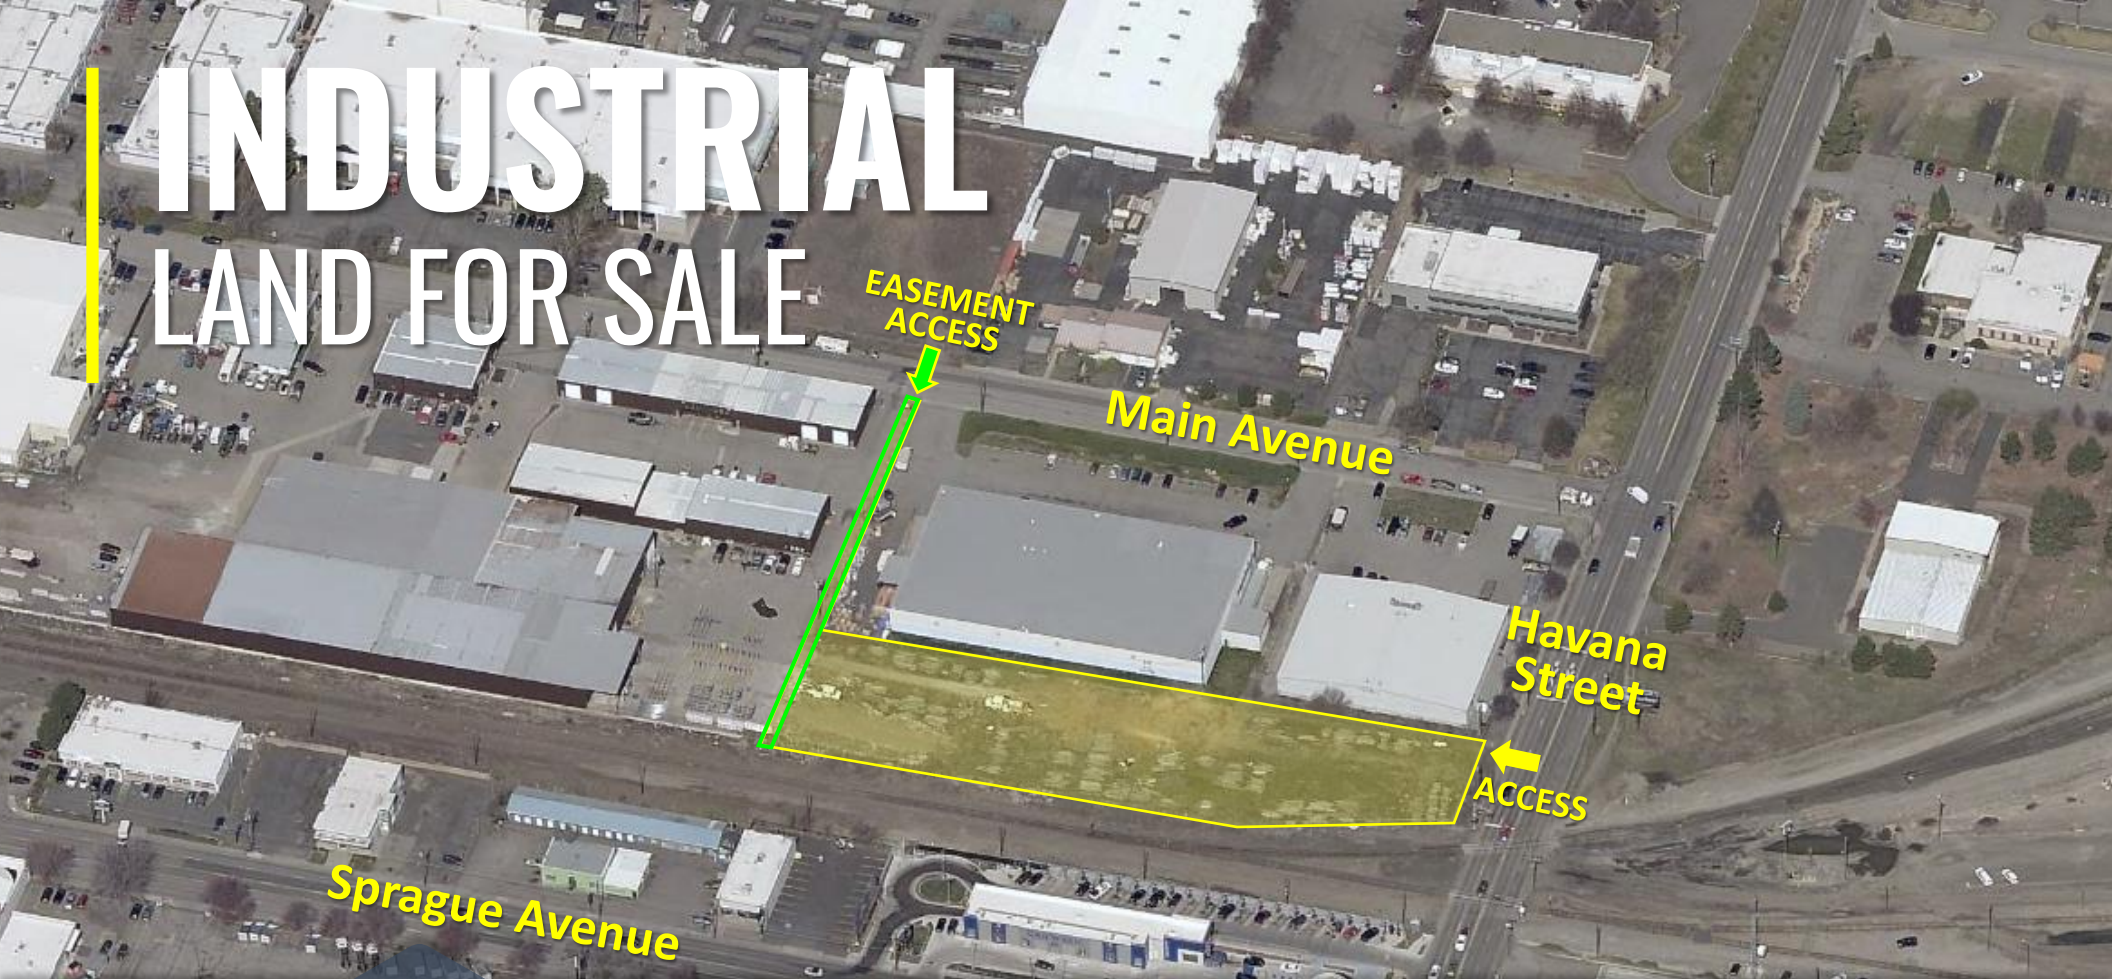 INDUSTRIAL
LAND FOR SALE
EASEMENT
ACCESS
Main Avenue
Havana
Street
ACCESS
Sprague Avenue